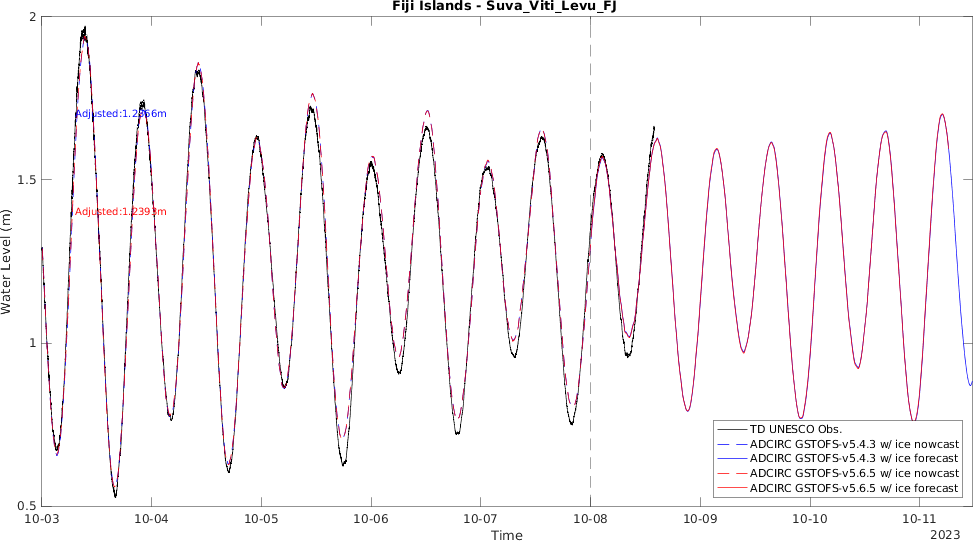 Fiji Islands - Suva_Viti_Levu_FJ
2
1.5
1
0.5
Water Level (m)
Adjusted:1.2366m
Adjusted:1.2393m
TD UNESCO Obs.
ADCIRC GSTOFS-v5.4.3 w/ ice nowcast
ADCIRC GSTOFS-v5.4.3 w/ ice forecast
ADCIRC GSTOFS-v5.6.5 w/ ice nowcast
ADCIRC GSTOFS-v5.6.5 w/ ice forecast
10-03 10-04 10-05 10-06 10-07 10-08 10-09 10-10 10-11
Time
2023